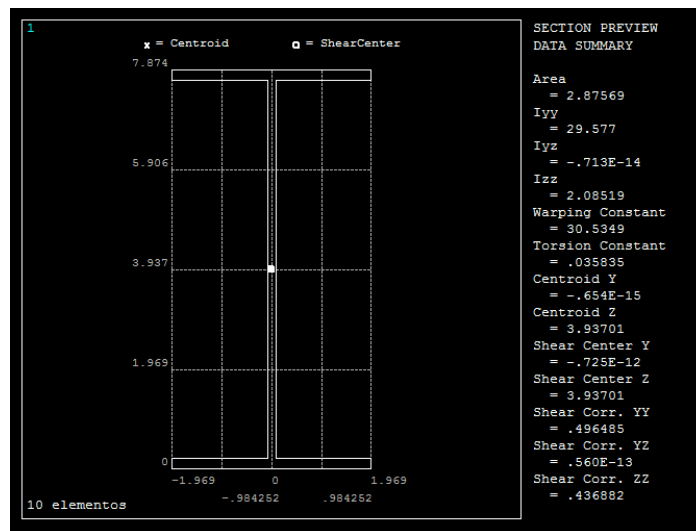 1
x = Centroid
o = ShearCenter
7.874
5.906
3.937
1.969
0
-1.969
0
1.969
-.984252
.984252
10 elementos
SECTION PREVIEW
DATA SUMMARY
Area
= 2.87569
Iyy
= 29.577
Iyz
= -.713E-14
Izz
= 2.08519
Warping Constant
= 30.5349
Torsion Constant
= .035835
Centroid Y
= -.654E-15
Centroid Z
= 3.93701
Shear Center Y
= -.725E-12
Shear Center Z
= 3.93701
Shear Corr. YY
= .496485
Shear Corr. YZ
= .560E-13
Shear Corr. ZZ
= .436882